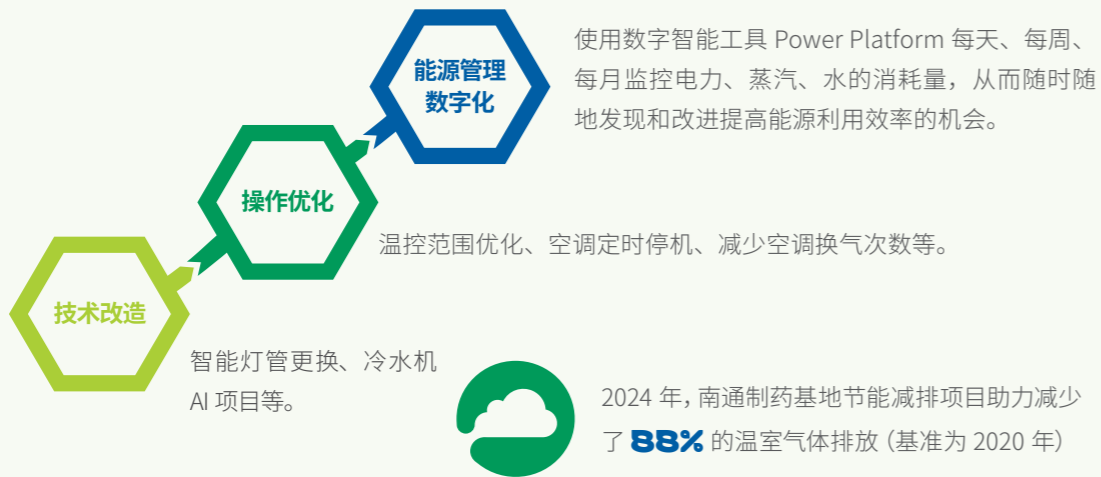 能源管理
数字化
使用数字智能工具 Power Platform 每天、每周、
每月监控电力、蒸汽、水的消耗量，从而随时随
地发现和改进提高能源利用效率的机会。
操作优化
温控范围优化、空调定时停机、减少空调换气次数等。
技术改造
智能灯管更换、冷水机
AI 项目等。
2024 年，南通制药基地节能减排项目助力减少
了 88% 的温室气体排放（基准为 2020 年）